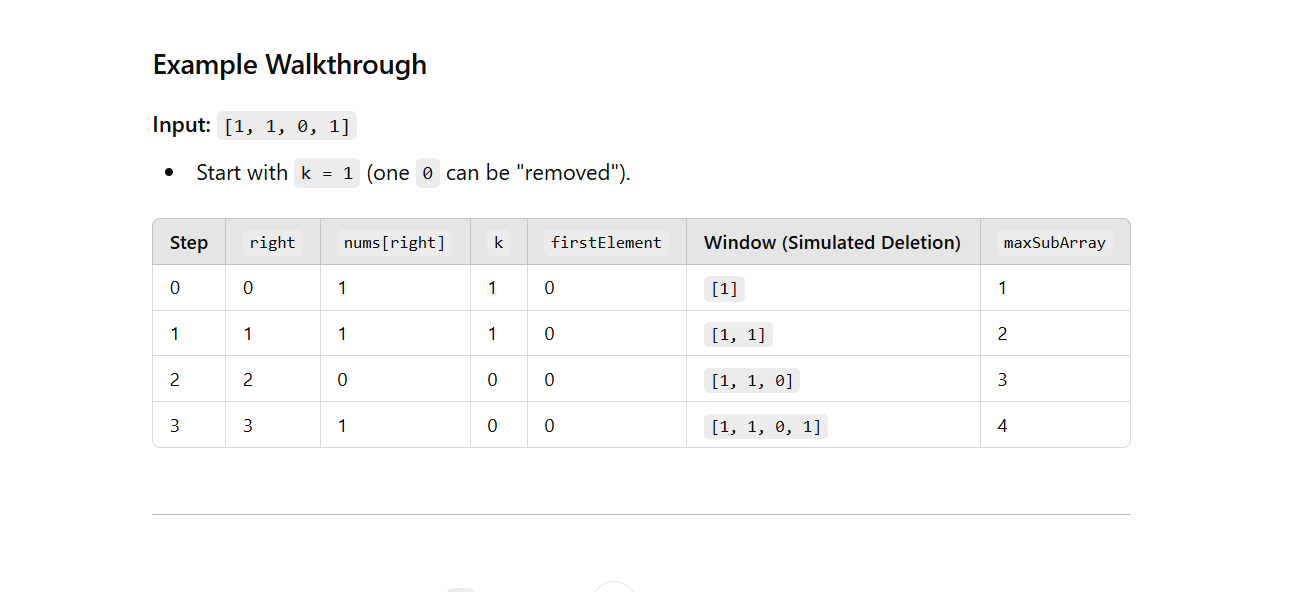 Example Walkthrough
Input: [1, 1, 0, 1]
Start with k = 1 (one 0 can be "removed").
Step right nums[right] k firstElement Window (Simulated Deletion) maxSubArray
0 0 1 1 0 [1] 1
1 1 1 1 0 [1, 1] 2
2 2 0 0 0 [1, 1, 0] 3
3 3 1 0 0 [1, 1, 0, 1] 4